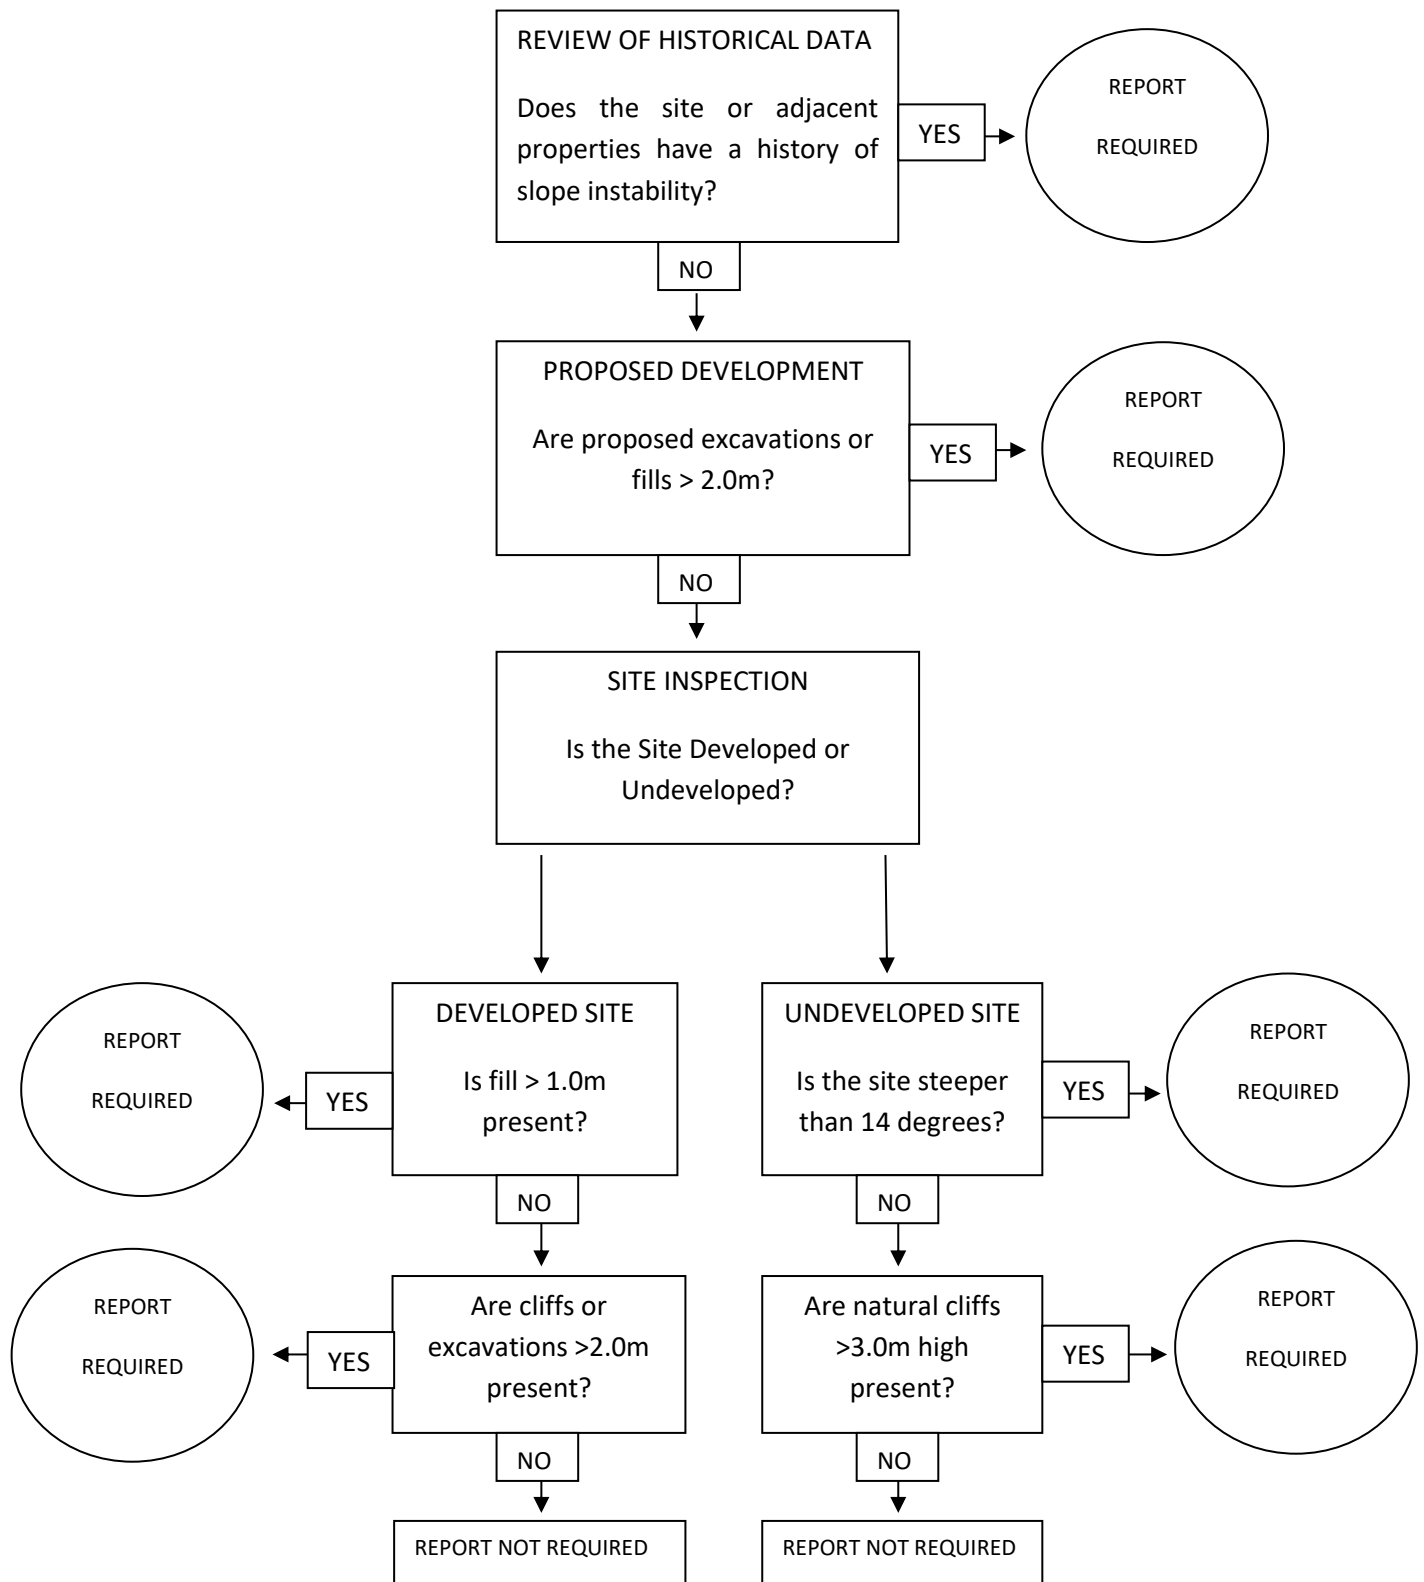 REVIEW OF HISTORICAL DATA
Does the site or adjacent
properties have a history of
slope instability?
YES
REPORT
REQUIRED
NO
PROPOSED DEVELOPMENT
Are proposed excavations or
fills > 2.0m?
YES
REPORT
REQUIRED
NO
SITE INSPECTION
Is the Site Developed or
Undeveloped?
DEVELOPED SITE
Is fill > 1.0m
present?
YES
REPORT
REQUIRED
NO
Are cliffs or
excavations >2.0m
present?
YES
REPORT
REQUIRED
NO
REPORT NOT REQUIRED
UNDEVELOPED SITE
Is the site steeper
than 14 degrees?
YES
REPORT
REQUIRED
NO
Are natural cliffs
>3.0m high
present?
YES
REPORT
REQUIRED
NO
REPORT NOT REQUIRED